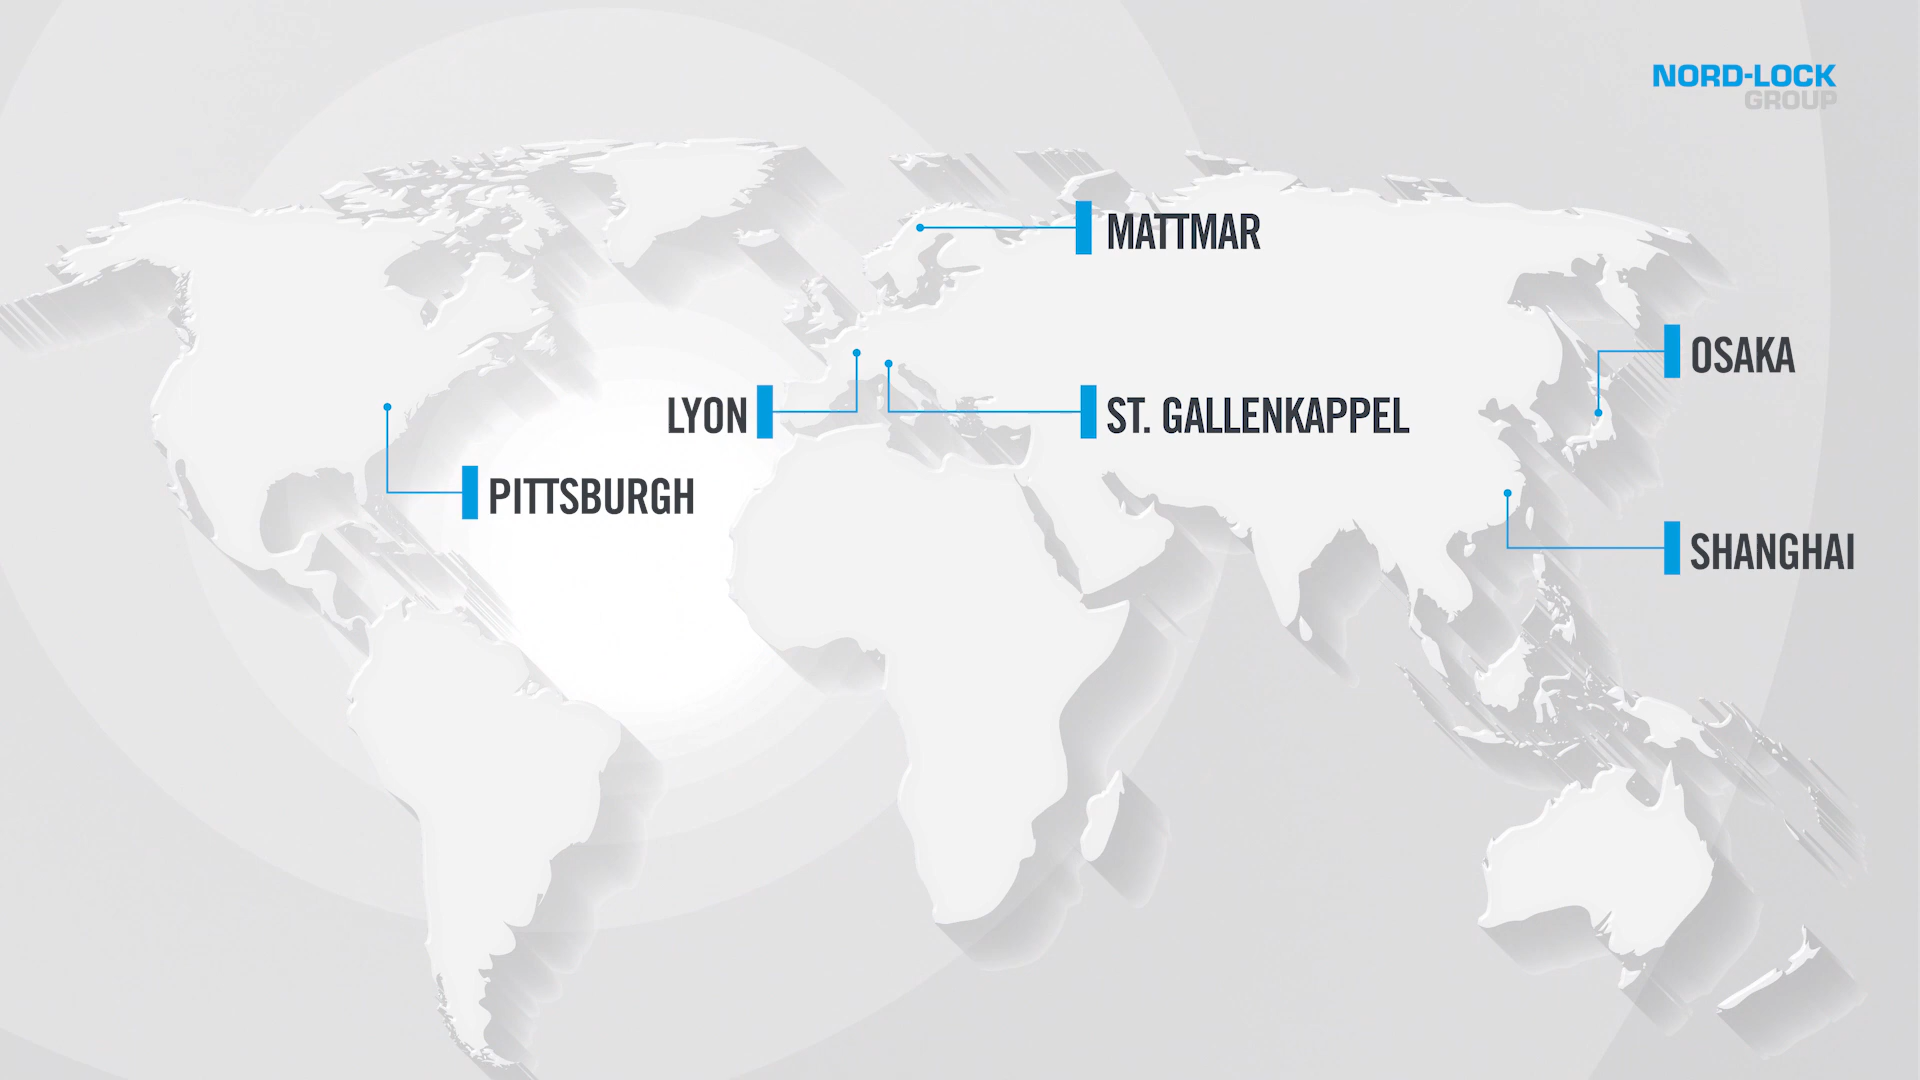 NORD-LOCK
GROUP
MATTMAR
OSAKA
LYON
ST. GALLENKAPPEL
PITTSBURGH
SHANGHAI